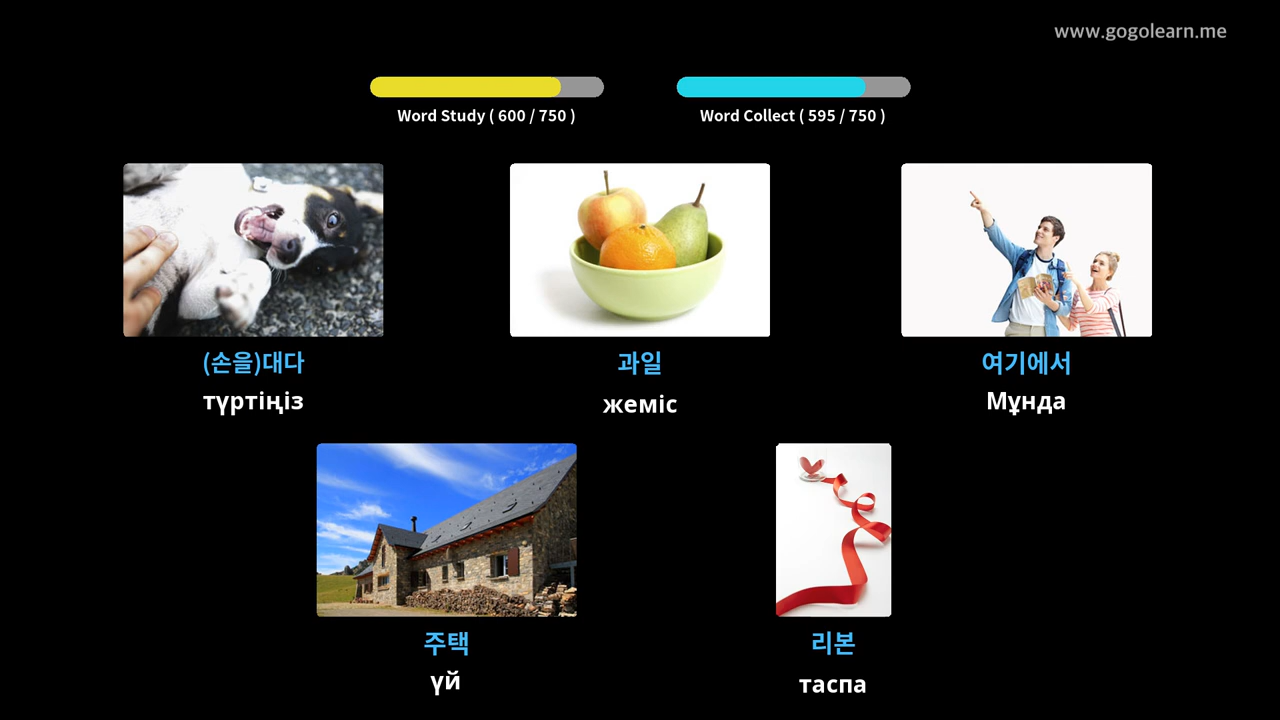 www.gogolearn.me
Word Study ( 600 / 750 )
Word Collect ( 595 / 750 )
(손을)대다
түртіңіз
과일
жеміс
여기에서
Мұнда
주택
үй
리본
таспа